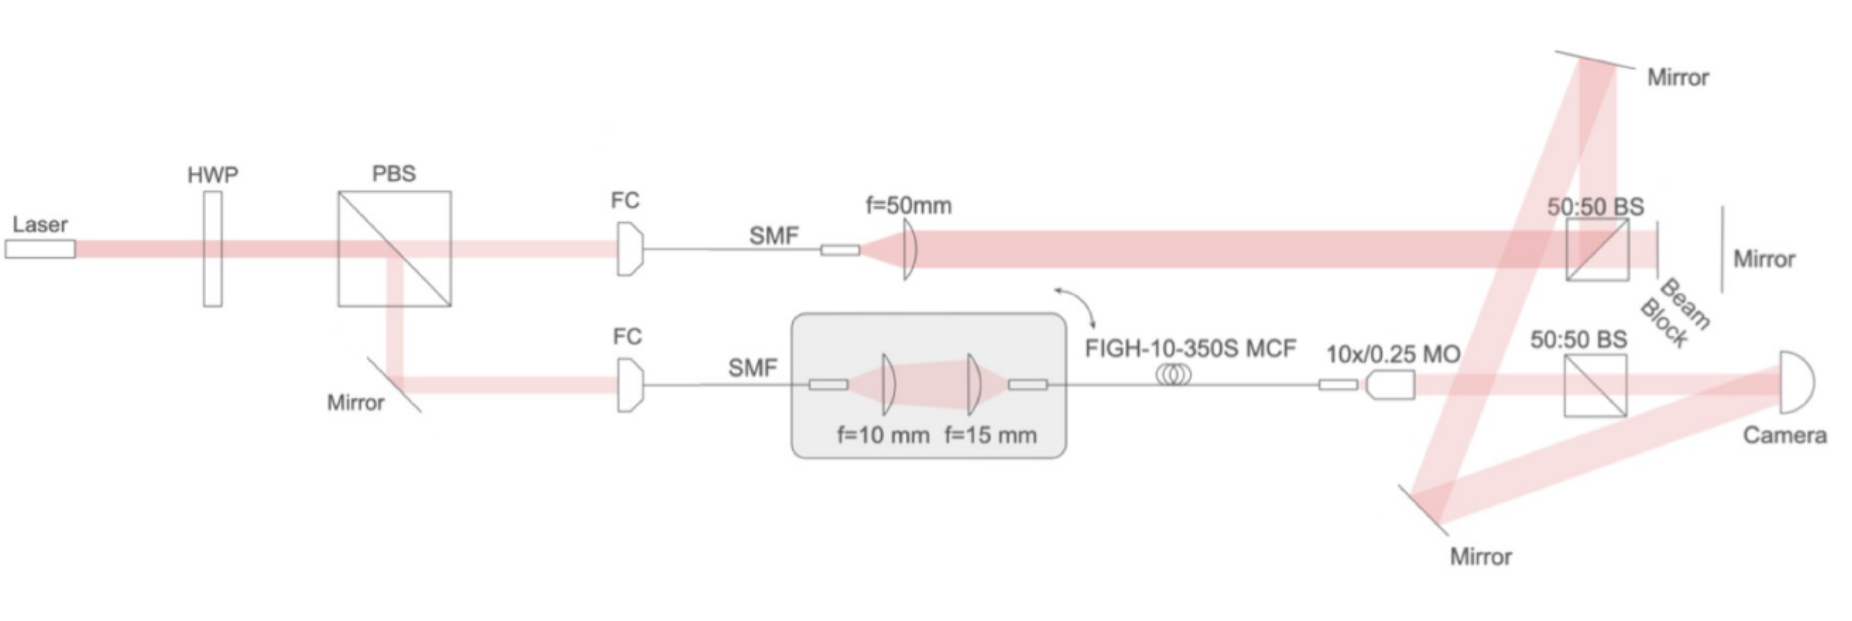 Mirror
HWP
PBS
FC
f=50mm
50:50 BS
Laser
SMF
Mirror
Beam
Block
FC
SMF
FIGH-10-350S MCF
10x/0.25 MO
50:50 BS
Mirror
f=10 mm
f=15 mm
Camera
Mirror